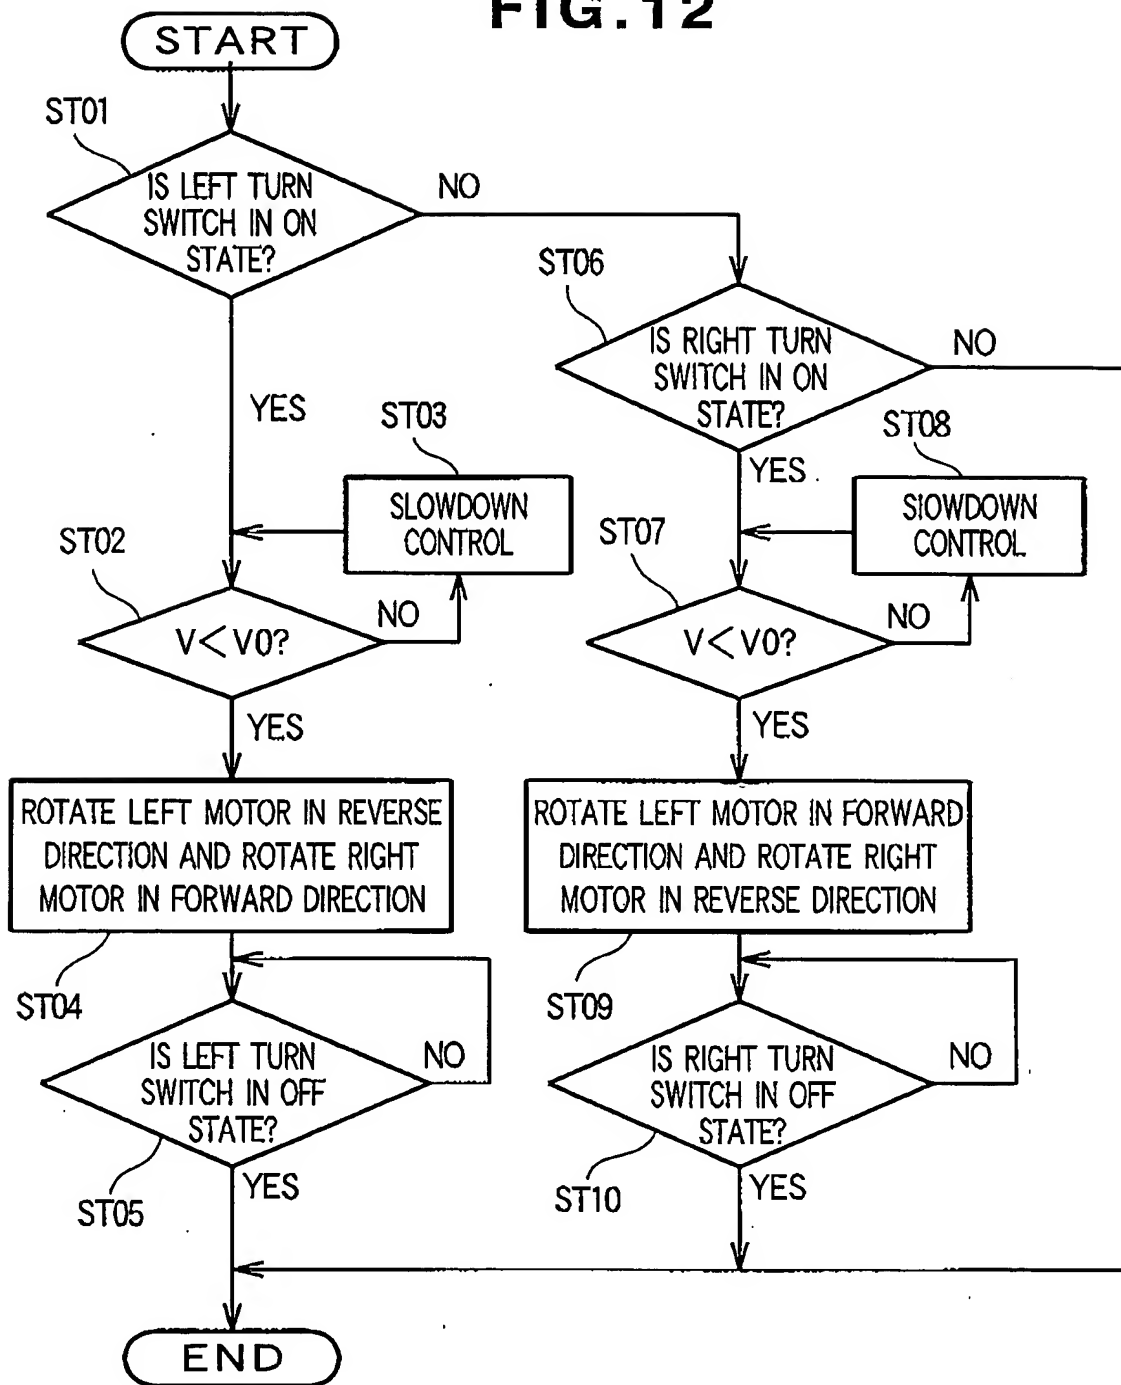 FIG.12
START
ST01
IS LEFT TURN
SWITCH IN ON
STATE?
NO
ST06
IS RIGHT TURN
SWITCH IN ON
STATE?
NO
YES
ST03
SLOWDOWN
CONTROL
YES
ST08
SIOWDOWN
CONTROL
ST02
V<V0?
NO
ST07
V<V0?
NO
YES
YES
ROTATE LEFT MOTOR IN REVERSE
DIRECTION AND ROTATE RIGHT
MOTOR IN FORWARD DIRECTION
ROTATE LEFT MOTOR IN FORWARD
DIRECTION AND ROTATE RIGHT
MOTOR IN REVERSE DIRECTION
ST04
ST09
IS LEFT TURN
SWITCH IN OFF
STATE?
NO
IS RIGHT TURN
SWITCH IN OFF
STATE?
NO
ST05
YES
ST10
YES
END